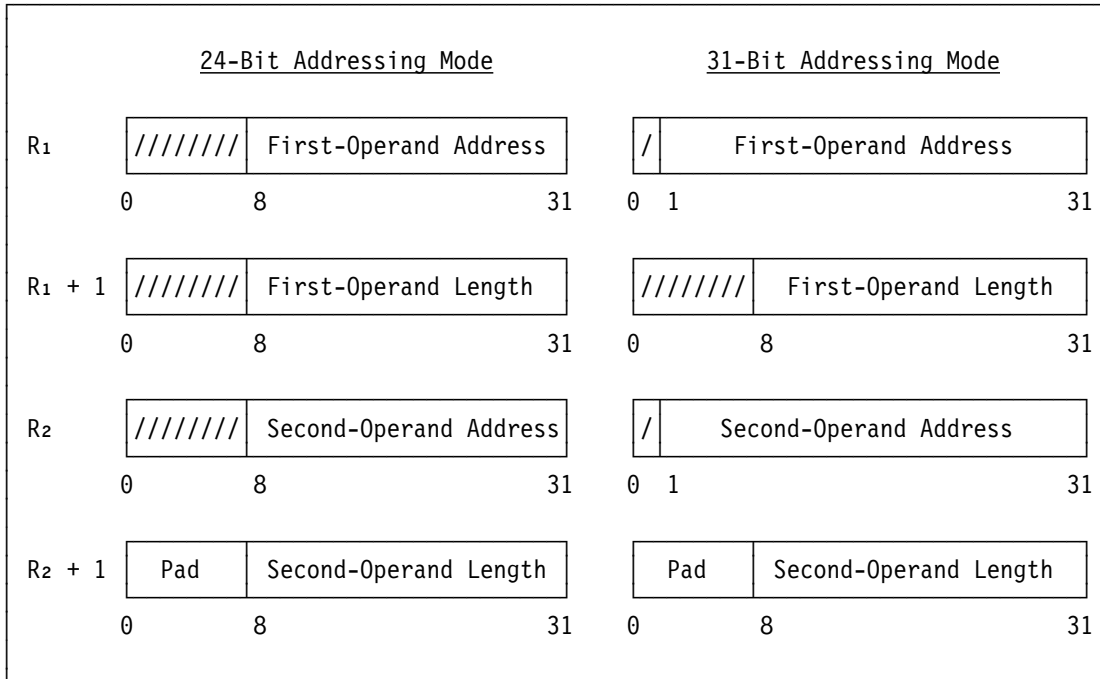 24-Bit Addressing Mode 31-Bit Addressing Mode
R₁ //////// First-Operand Address / First-Operand Address
0 8 31 0 1 31
R₁ + 1 //////// First-Operand Length //////// First-Operand Length
0 8 31 0 8 31
R₂ //////// Second-Operand Address / Second-Operand Address
0 8 31 0 1 31
R₂ + 1 Pad Second-Operand Length Pad Second-Operand Length
0 8 31 0 8 31